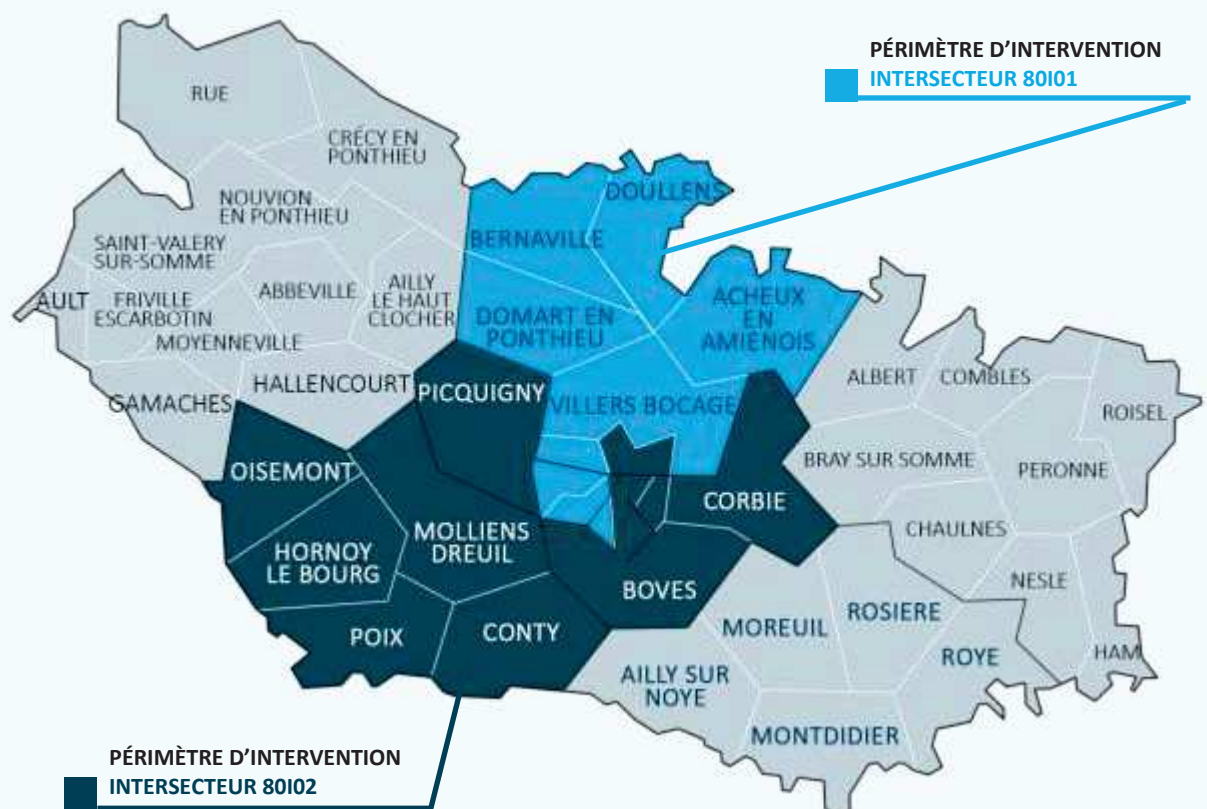 PÉRIMÈTRE D'INTERVENTION
INTERSECTEUR 80I01
RUE
CRÉCY EN
PONTHIEU
NOUVION
EN PONTHIEU
SAINT-VALERY
SUR-SOMME
AULT
FRIVILLE
ESCARBOTIN
ABBEVILLE
AILLY
LE HAUT
CLOCHER
MOYENNEVILLE
HALLENCOURT
GAMACHES
DOULLENS
BERNAVILLE
DOMART EN
PONTHIEU
ACHEUX
EN
AMIÉNOIS
VILLERS BOCAGE
PICQUIGNY
OISEMONT
HORNOY
LE BOURG
MOLLIENS
DREUIL
POIX
CONTY
BOVES
CORBIE
ALBERT
COMBLES
ROISEL
BRAY SUR SOMME
PERONNE
CHAULNES
NESLE
HAM
MOREUIL
ROSIERE
ROYE
AILLY SUR
NOYE
MONTDIDIER
PÉRIMÈTRE D'INTERVENTION
INTERSECTEUR 80I02